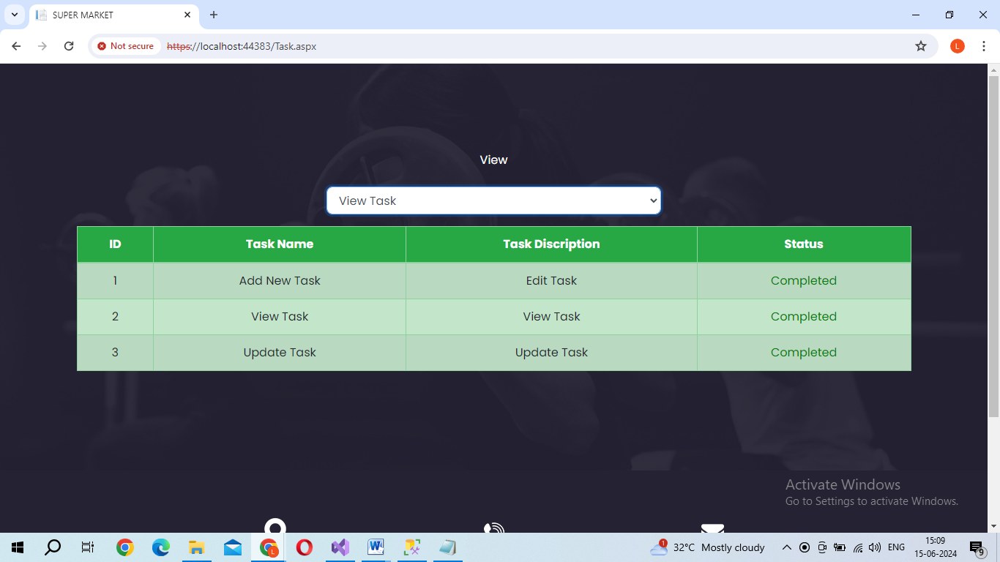 SUPER MARKET
Not secure https://localhost:44383/Task.aspx L
View
View Task
ID Task Name Task Discription Status
1 Add New Task Edit Task Completed
2 View Task View Task Completed
3 Update Task Update Task Completed
Activate Windows
Go to Settings to activate Windows.
L W 1 32°C Mostly cloudy ENG 15:09
15-06-2024 9